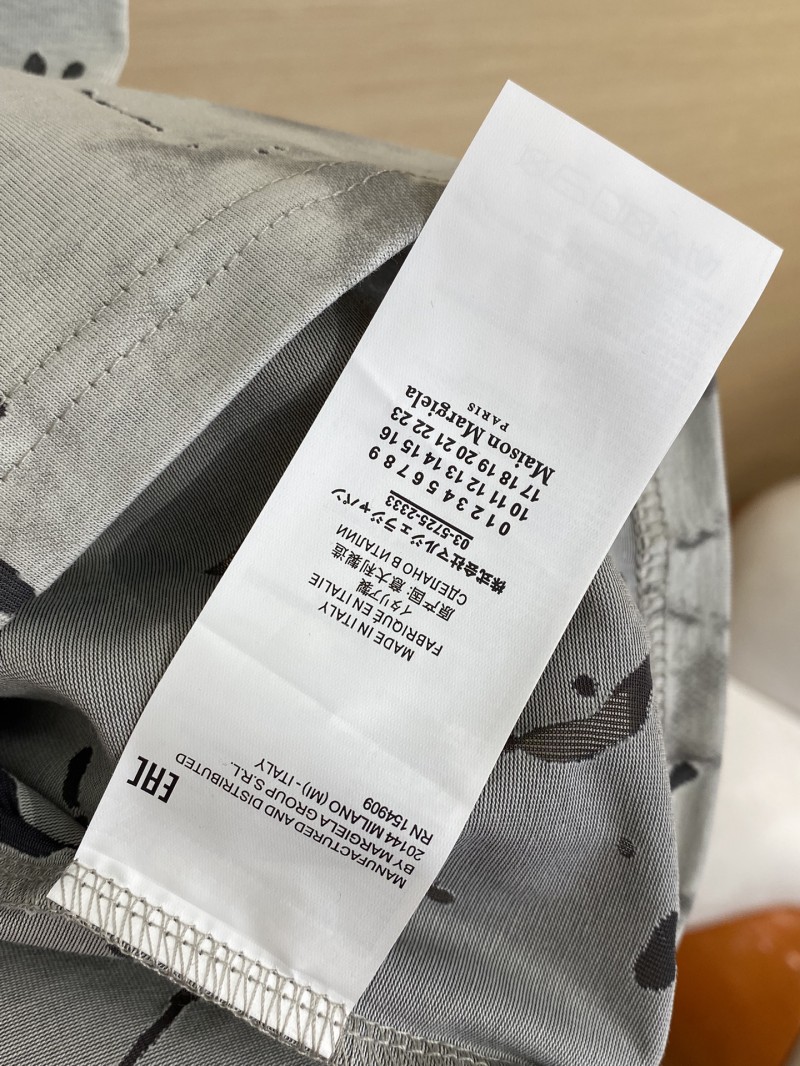 MANUFACTURED AND DISTRIBUTED
BY MARGIELA GROUP S.R.L..
20144 MILANO (MI) - ITALY
RN 154909
EAC
MADE IN ITALY
FABRIQUÉ EN ITALIE
イタリア製
原产国: 意大利製造
СДЕЛАНО В ИТАЛИИ
株式会社マルジェラジャパン
03-5725-2333
0 1 2 3 4 5 6 7 8 9
10 11 12 13 14 15 16
17 18 19 20 21 22 23
Maison Margiela
PARIS